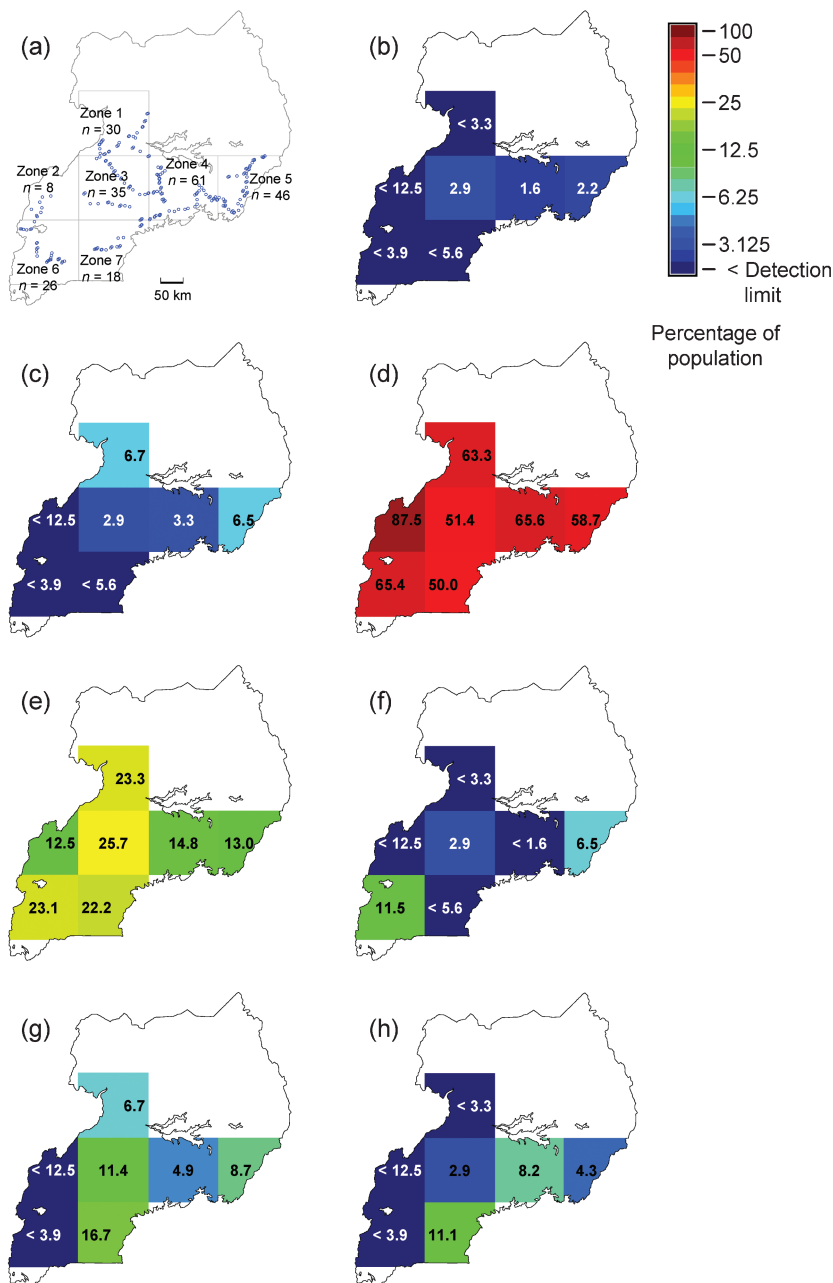 (a)
Zone 1
n = 30
Zone 2
n = 8
Zone 3
n = 35
Zone 4
n = 61
Zone 5
n = 46
Zone 6
n = 26
Zone 7
n = 18
50 km
(b)
< 3.3
< 12.5
2.9
1.6
2.2
< 3.9
< 5.6
100
50
25
12.5
6.25
3.125
< Detection
limit
Percentage of
population
(c)
6.7
< 12.5
2.9
3.3
6.5
< 3.9
< 5.6
(d)
63.3
87.5
51.4
65.6
58.7
65.4
50.0
(e)
23.3
12.5
25.7
14.8
13.0
23.1
22.2
(f)
< 3.3
< 12.5
2.9
< 1.6
6.5
11.5
< 5.6
(g)
6.7
< 12.5
11.4
4.9
8.7
< 3.9
16.7
(h)
< 3.3
< 12.5
2.9
8.2
4.3
< 3.9
11.1